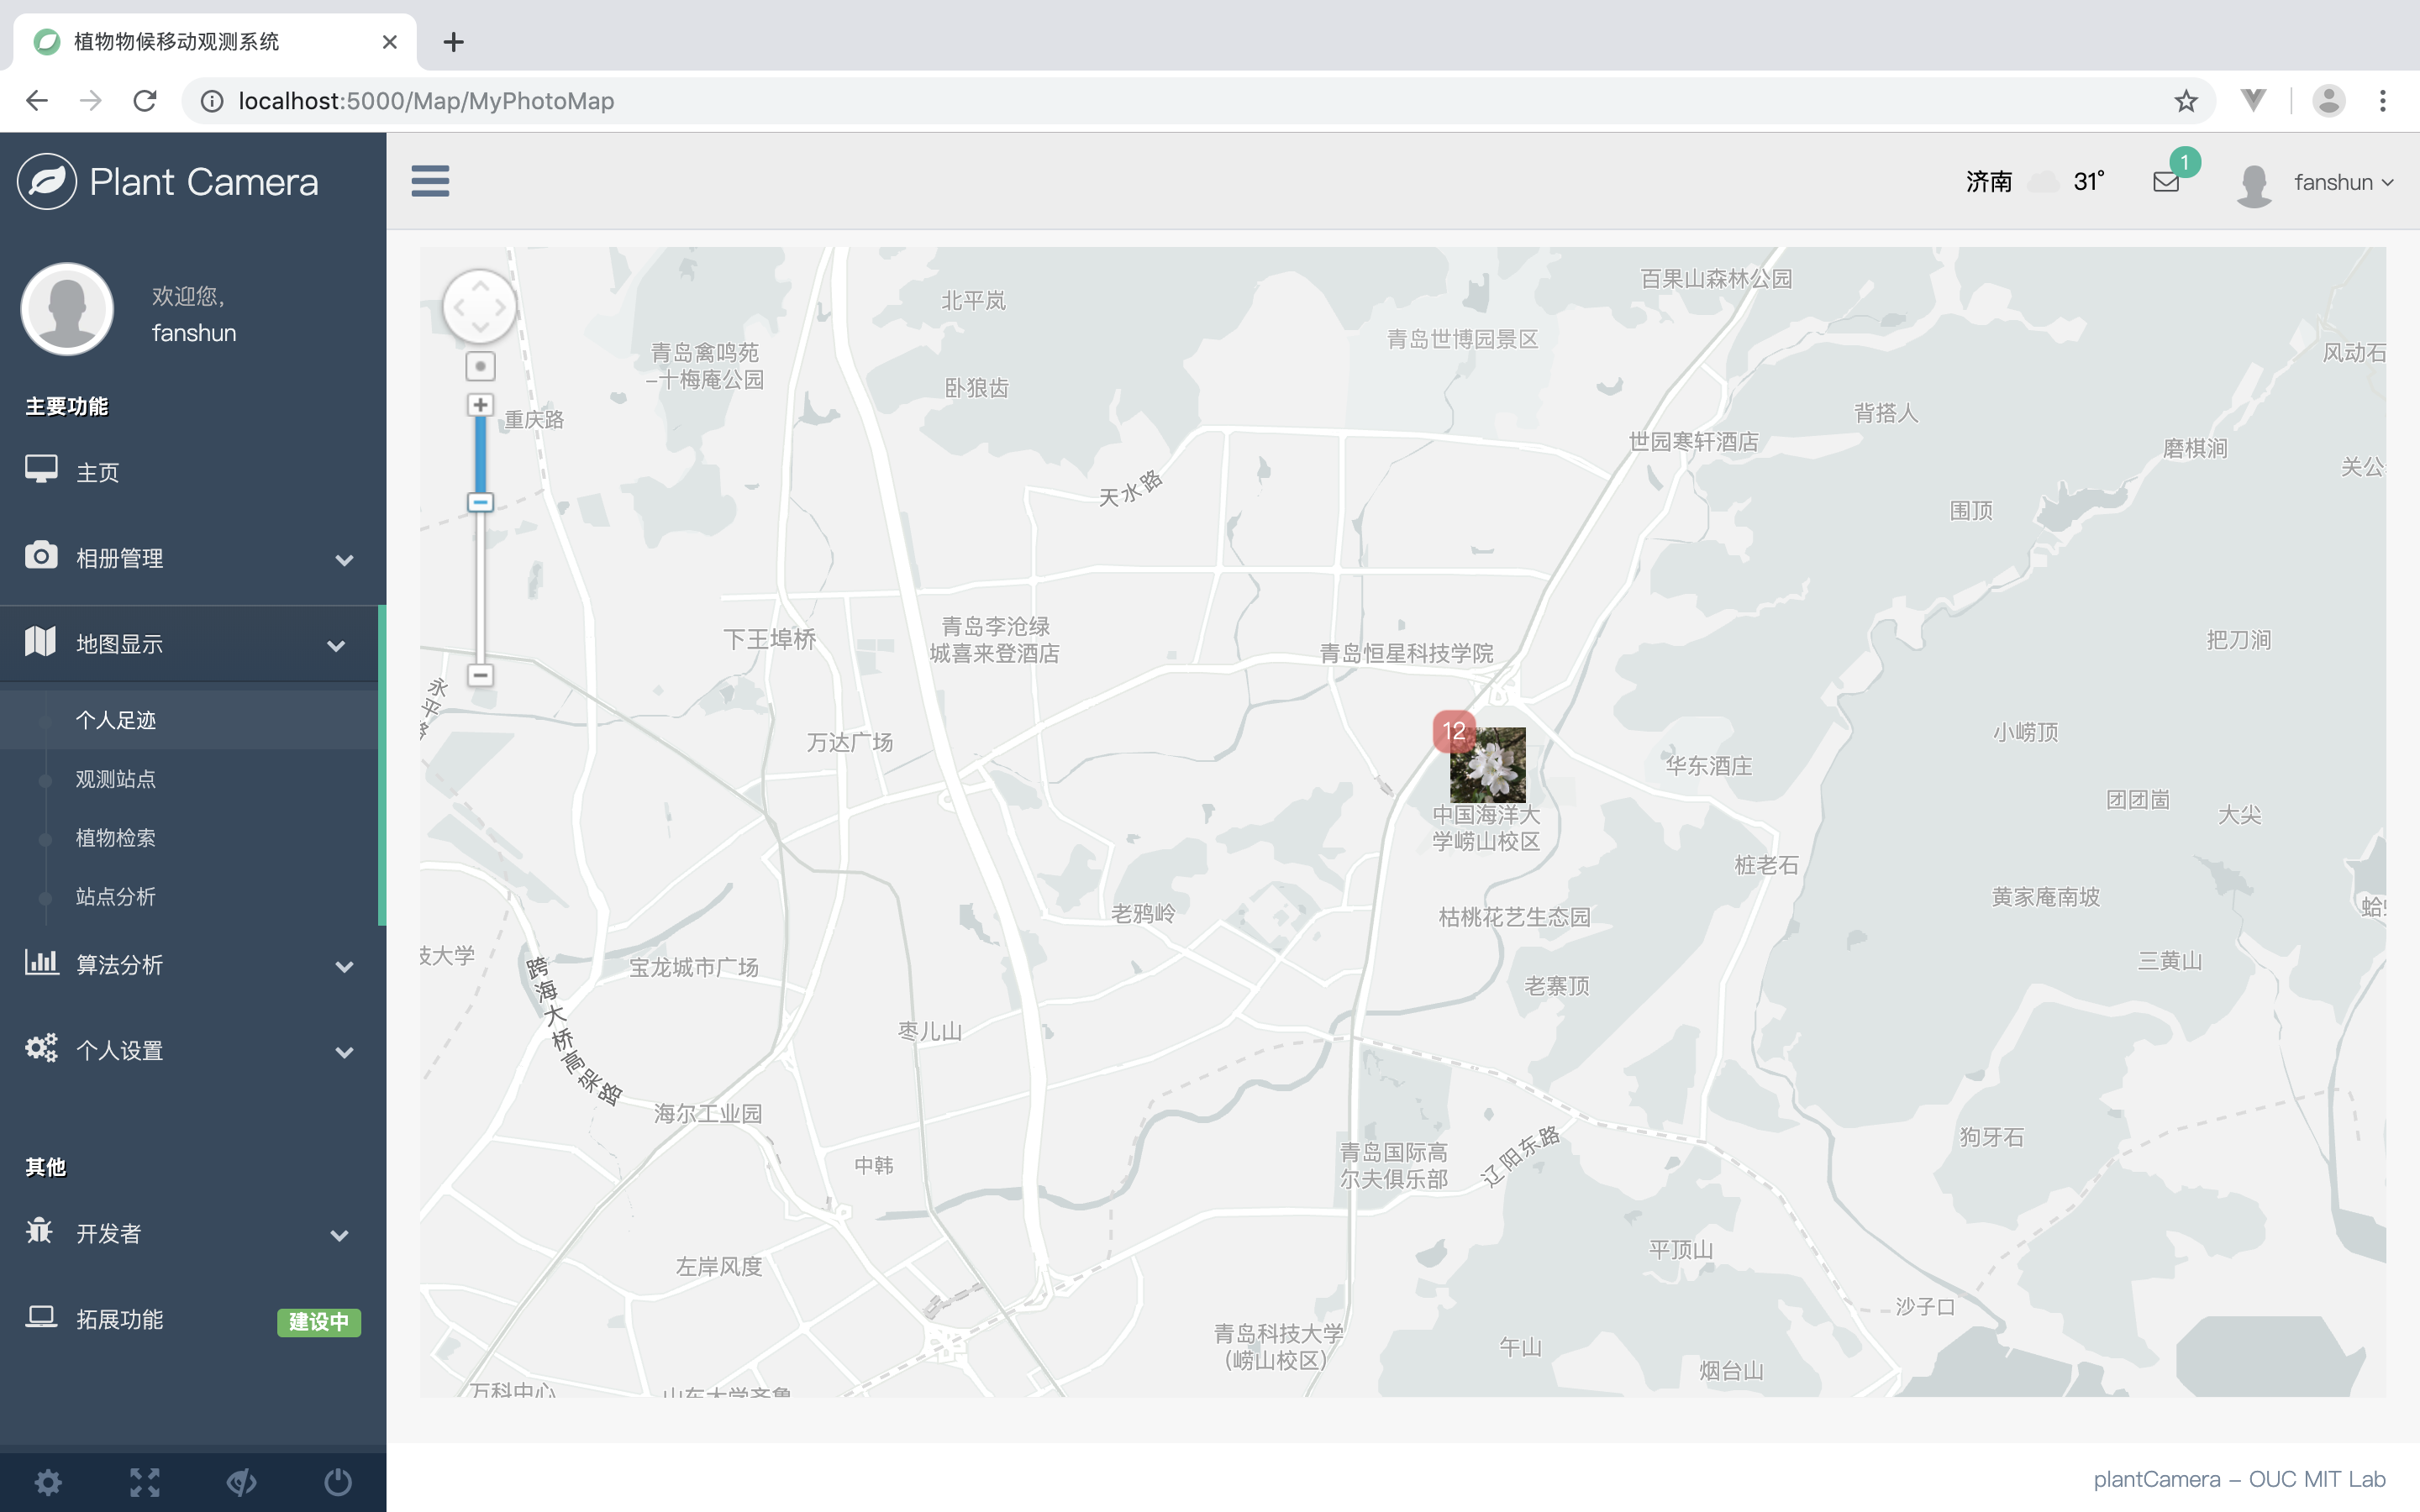 植物物候移动观测系统
localhost:5000/Map/MyPhotoMap
Plant Camera
济南
31°
1
fanshun
欢迎您,
fanshun
主要功能
主页
相册管理
地图显示
个人足迹
观测站点
植物检索
站点分析
算法分析
个人设置
其他
开发者
拓展功能
建设中
百果山森林公园
北平岚
青岛世博园景区
青岛禽鸣苑
-十梅庵公园
风动石
卧狼齿
重庆路
背搭人
世园寒轩酒店
磨棋涧
关公
天水路
围顶
下王埠桥
青岛李沧绿
城喜来登酒店
青岛恒星科技学院
把刀涧
永平
12
小崂顶
万达广场
华东酒庄
团团崮
大尖
中国海洋大
学崂山校区
桩老石
黄家庵南坡
老鸦岭
枯桃花艺生态园
技大学
宝龙城市广场
跨海大桥高架路
三黄山
老寨顶
枣儿山
海尔工业园
狗牙石
中韩
青岛国际高
尔夫俱乐部
辽阳东路
左岸风度
平顶山
沙子口
青岛科技大学
(崂山校区)
午山
烟台山
万科中心
山东大学齐鲁
plantCamera - OUC MIT Lab